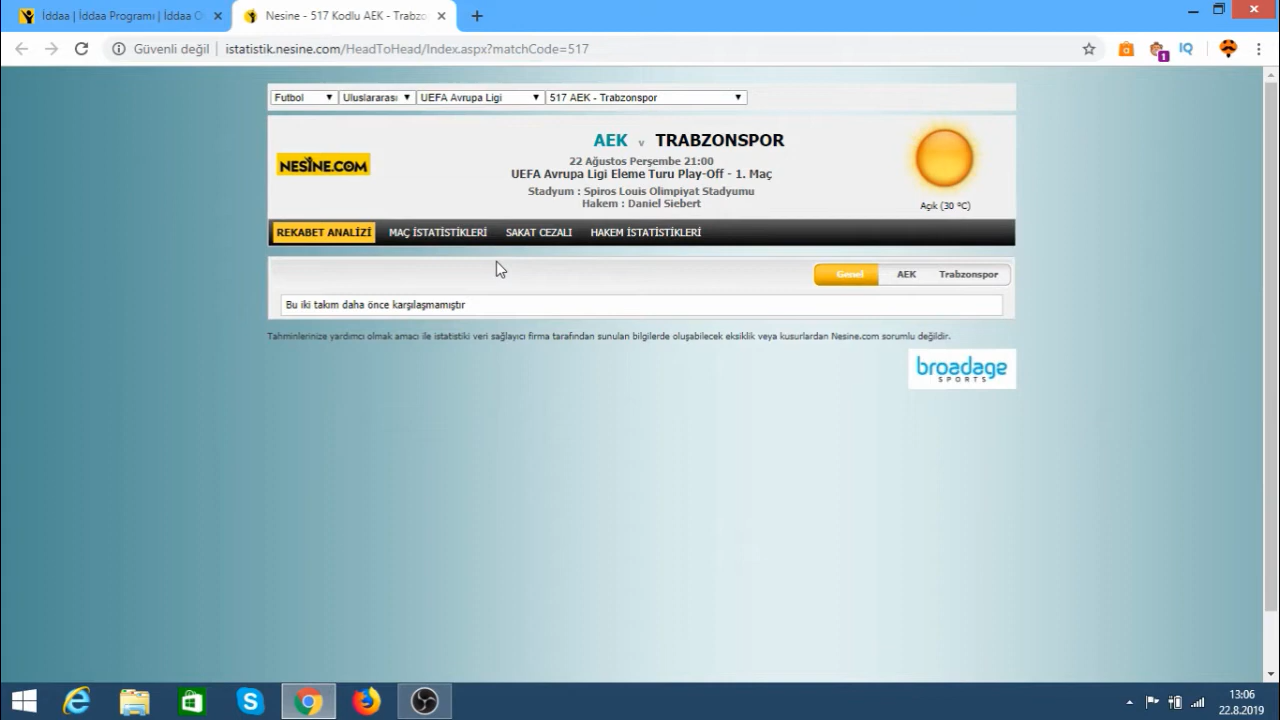 İddaa | İddaa Programı | İddaa O
Nesine - 517 Kodlu AEK - Trabzo
Güvenli değil
istatistik.nesine.com/HeadToHead/Index.aspx?matchCode=517
IQ
1
Futbol
Uluslararası
UEFA Avrupa Ligi
517 AEK - Trabzonspor
NESİNE.COM
AEK v TRABZONSPOR
22 Ağustos Perşembe 21:00
UEFA Avrupa Ligi Eleme Turu Play-Off - 1. Maç
Stadyum : Spiros Louis Olimpiyat Stadyumu
Hakem : Daniel Siebert
Açık (30 ºC)
REKABET ANALİZİ
MAÇ İSTATİSTİKLERİ
SAKAT CEZALI
HAKEM İSTATİSTİKLERİ
Genel
AEK
Trabzonspor
Bu iki takım daha önce karşılaşmamıştır
Tahminlerinize yardımcı olmak amacı ile istatistiki veri sağlayıcı firma tarafından sunulan bilgilerde oluşabilecek eksiklik veya kusurlardan Nesine.com sorumlu değildir.
broadage
SPORTS
13:06
22.8.2019